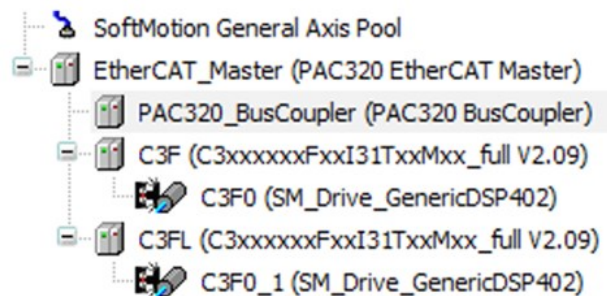 SoftMotion General Axis Pool
EtherCAT_Master (PAC320 EtherCAT Master)
PAC320_BusCoupler (PAC320 BusCoupler)
C3F (C3xxxxxxFxxI31TxxMxx_full V2.09)
C3F0 (SM_Drive_GenericDSP402)
C3FL (C3xxxxxxFxxI31TxxMxx_full V2.09)
C3F0_1 (SM_Drive_GenericDSP402)